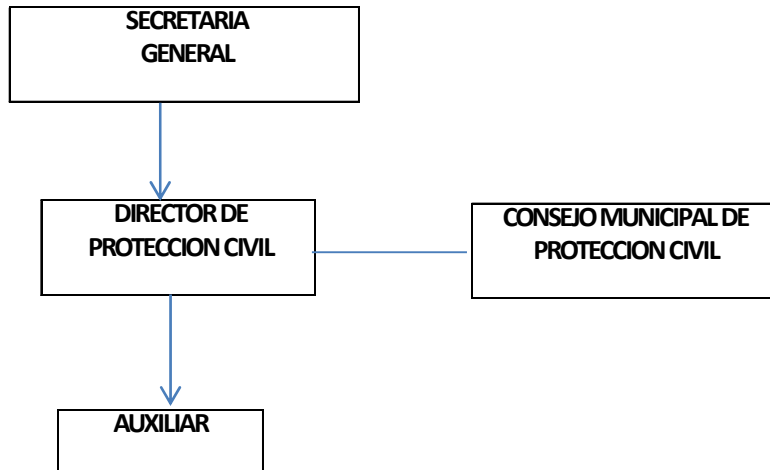 SECRETARIA
GENERAL
DIRECTOR DE
PROTECCION CIVIL
CONSEJO MUNICIPAL DE
PROTECCION CIVIL
AUXILIAR